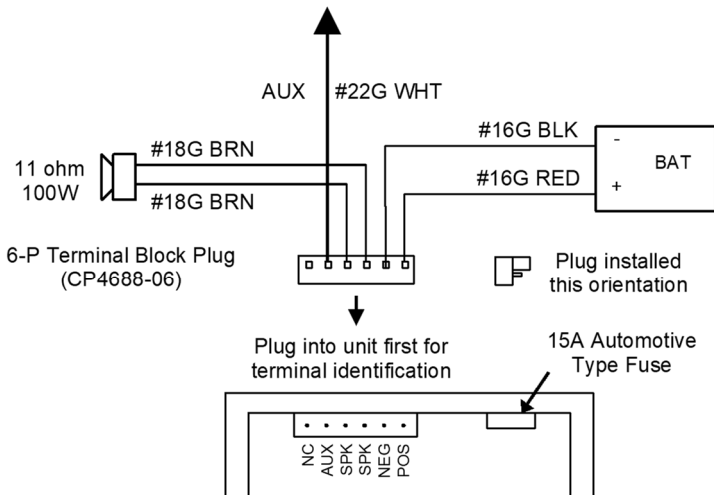 AUX
#22G WHT
#18G BRN
#16G BLK
-
BAT
11 ohm
100W
#16G RED
+
#18G BRN
6-P Terminal Block Plug
(CP4688-06)
Plug installed
this orientation
Plug into unit first for
terminal identification
15A Automotive
Type Fuse
NC
AUX
SPK
SPK
NEG
POS